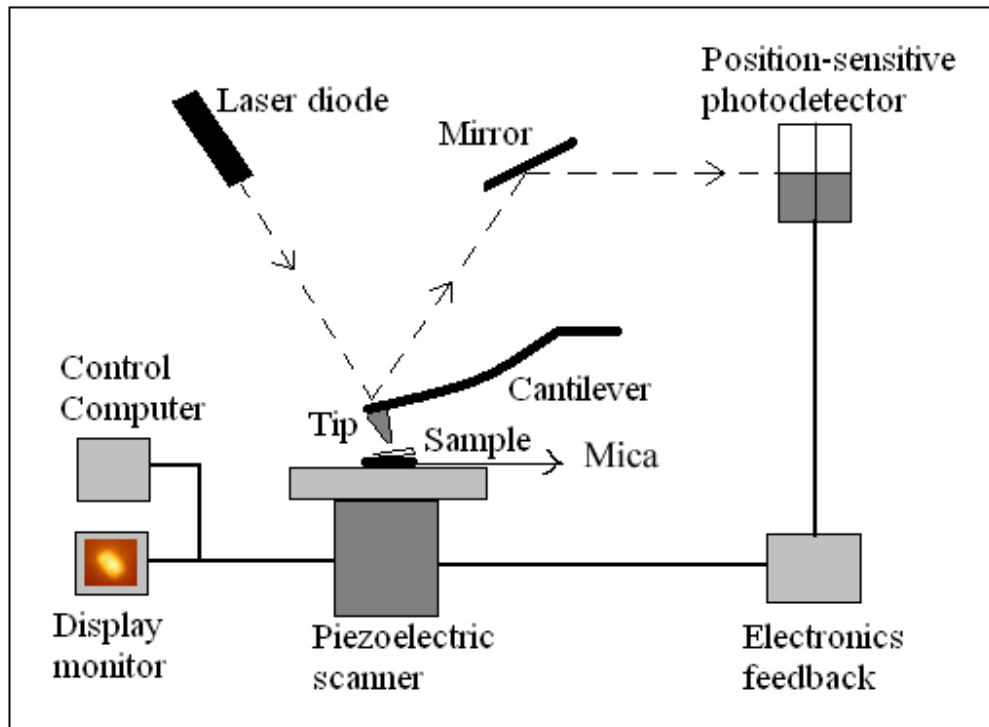 Laser diode
Position-sensitive
photodetector
Mirror
Control
Computer
Cantilever
Tip
Sample
Mica
Display
monitor
Piezoelectric
scanner
Electronics
feedback